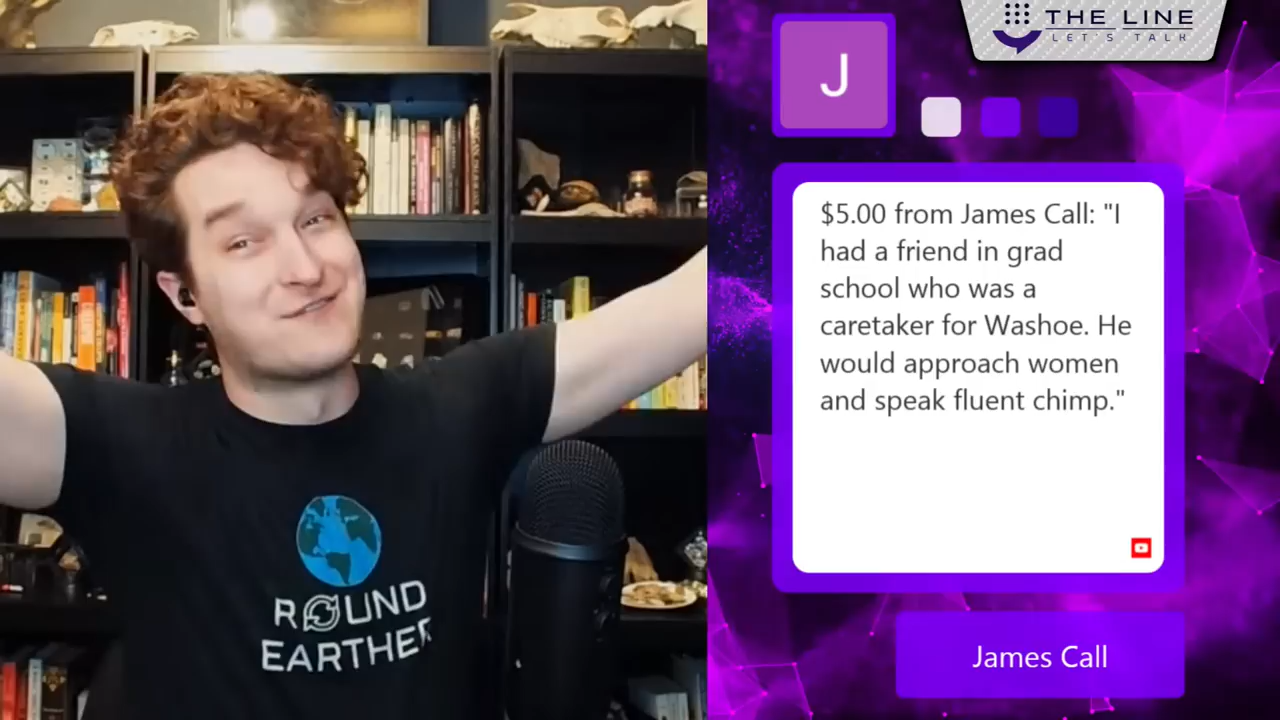 THE LINE
LET'S TALK
J
$5.00 from James Call: "I
had a friend in grad
school who was a
caretaker for Washoe. He
would approach women
and speak fluent chimp."
James Call
ROUND
EARTHER